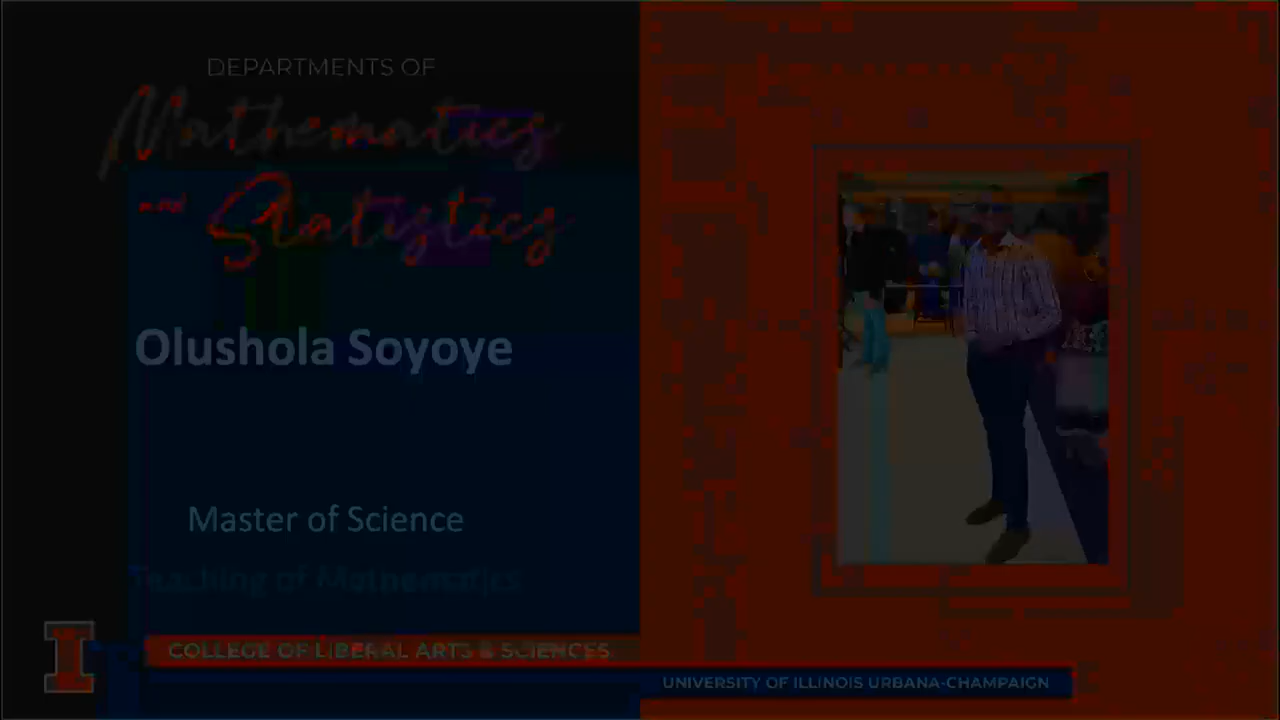 DEPARTMENTS OF
Mathematics
and Statistics
Olushola Soyoye
Master of Science
Teaching of Mathematics
I
COLLEGE OF LIBERAL ARTS & SCIENCES
UNIVERSITY OF ILLINOIS URBANA-CHAMPAIGN